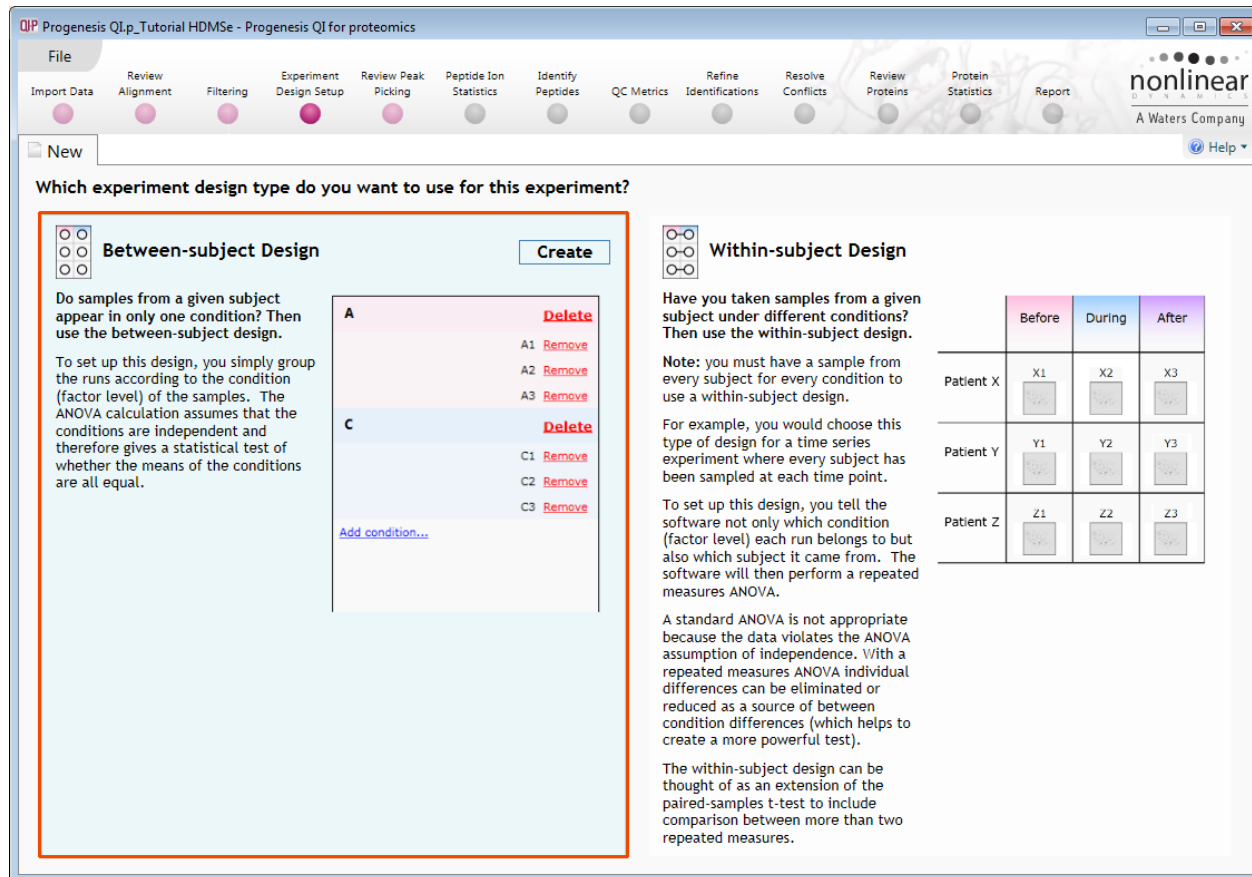 QIP Progenesis QI.p_Tutorial HDMSe - Progenesis QI for proteomics
File
Import Data
Review
Alignment
Filtering
Experiment
Design Setup
Review Peak
Picking
Peptide Ion
Statistics
Identify
Peptides
QC Metrics
Refine
Identifications
Resolve
Conflicts
Review
Proteins
Protein
Statistics
Report
nonlinear
DYNAMICS
A Waters Company
New
Help
Which experiment design type do you want to use for this experiment?
Between-subject Design
Create
Do samples from a given subject
appear in only one condition? Then
use the between-subject design.
To set up this design, you simply group
the runs according to the condition
(factor level) of the samples. The
ANOVA calculation assumes that the
conditions are independent and
therefore gives a statistical test of
whether the means of the conditions
are all equal.
A Delete
A1 Remove
A2 Remove
A3 Remove
C Delete
C1 Remove
C2 Remove
C3 Remove
Add condition...
Within-subject Design
Have you taken samples from a given
subject under different conditions?
Then use the within-subject design.
Note: you must have a sample from
every subject for every condition to
use a within-subject design.
For example, you would choose this
type of design for a time series
experiment where every subject has
been sampled at each time point.
To set up this design, you tell the
software not only which condition
(factor level) each run belongs to but
also which subject it came from. The
software will then perform a repeated
measures ANOVA.
A standard ANOVA is not appropriate
because the data violates the ANOVA
assumption of independence. With a
repeated measures ANOVA individual
differences can be eliminated or
reduced as a source of between
condition differences (which helps to
create a more powerful test).
The within-subject design can be
thought of as an extension of the
paired-samples t-test to include
comparison between more than two
repeated measures.
Before During After
Patient X X1 X2 X3
Patient Y Y1 Y2 Y3
Patient Z Z1 Z2 Z3